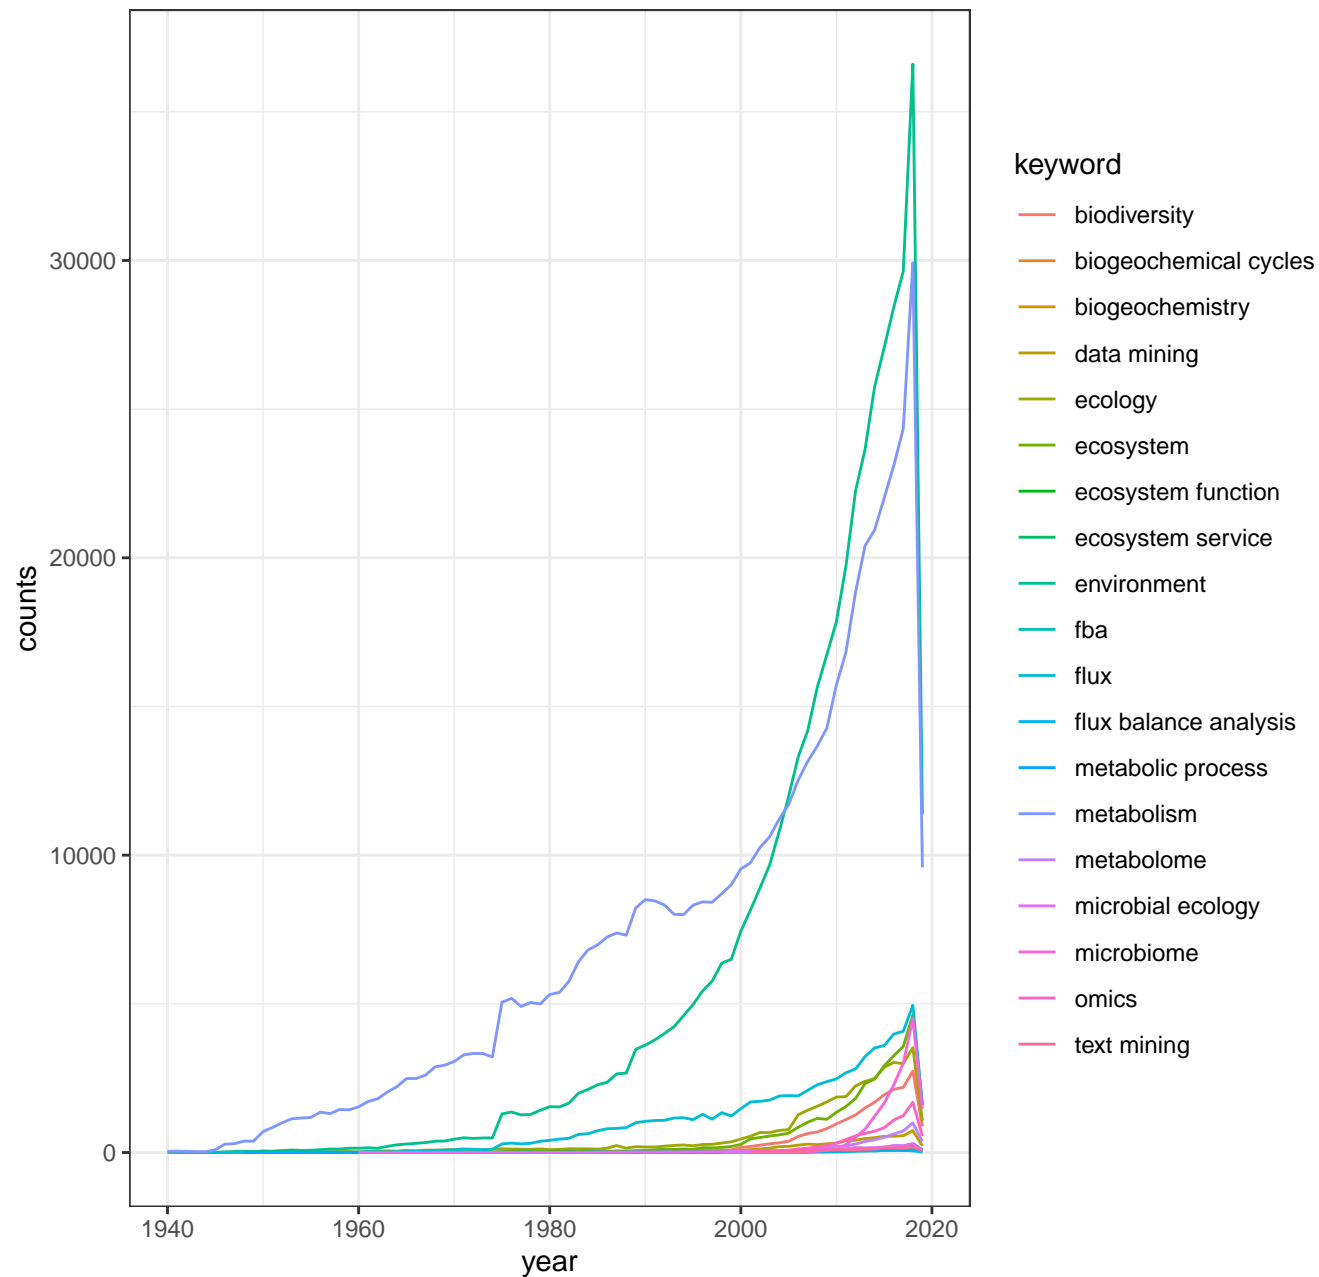 30000
20000
10000
0
counts
1940
1960
1980
2000
2020
year
keyword
biodiversity
biogeochemical cycles
biogeochemistry
data mining
ecology
ecosystem
ecosystem function
ecosystem service
environment
fba
flux
flux balance analysis
metabolic process
metabolism
metabolome
microbial ecology
microbiome
omics
text mining